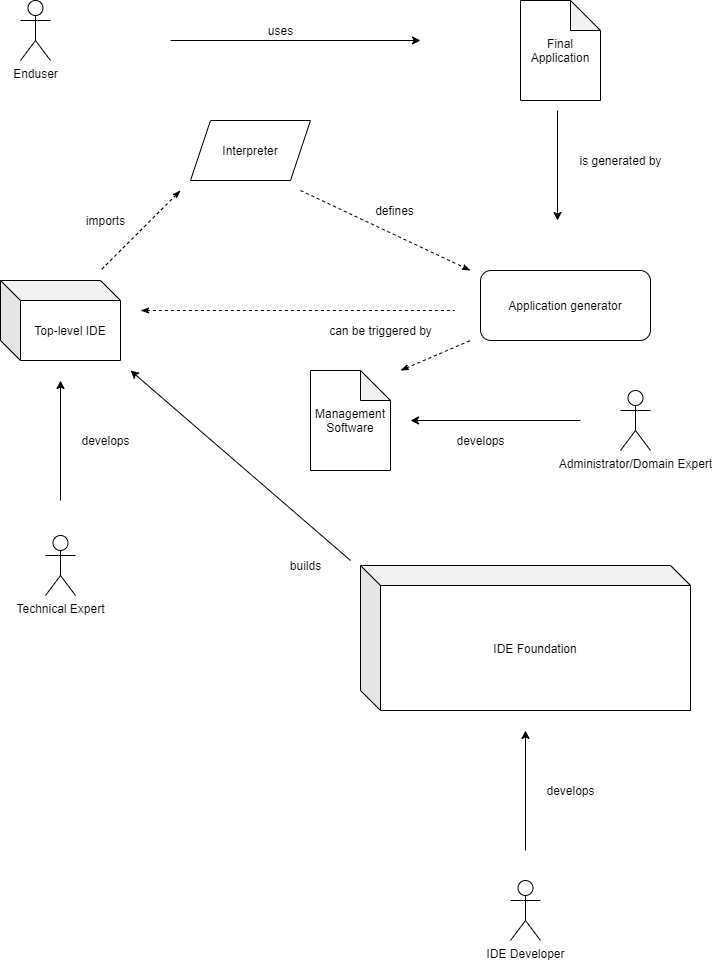 uses
Enduser
Final
Application
Interpreter
is generated by
imports
defines
Application generator
Top-level IDE
can be triggered by
Management
Software
develops
develops
Administrator/Domain Expert
builds
Technical Expert
IDE Foundation
develops
IDE Developer